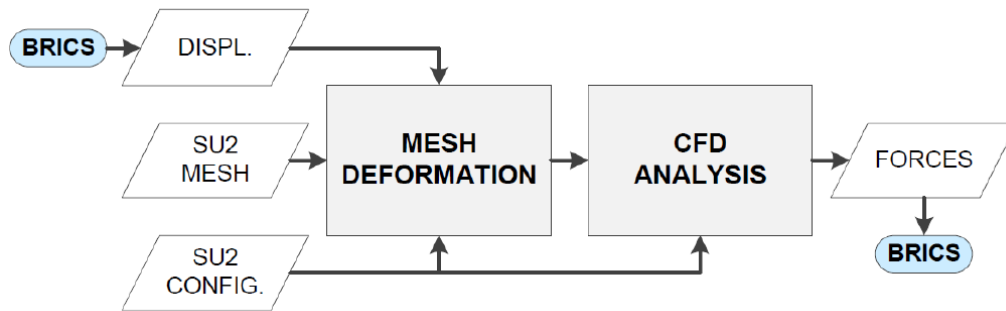 BRICS
DISPL.
SU2
MESH
MESH
DEFORMATION
CFD
ANALYSIS
FORCES
SU2
CONFIG.
BRICS